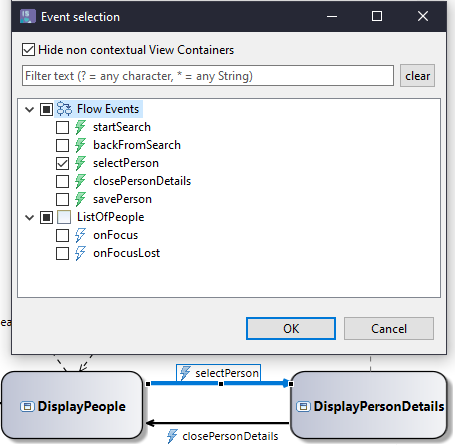 Event selection
Hide non contextual View Containers
Filter text (? = any character, * = any String)
clear
Flow Events
startSearch
backFromSearch
selectPerson
closePersonDetails
savePerson
ListOfPeople
onFocus
onFocusLost
OK
Cancel
ea
selectPerson
DisplayPeople
DisplayPersonDetails
closePersonDetails